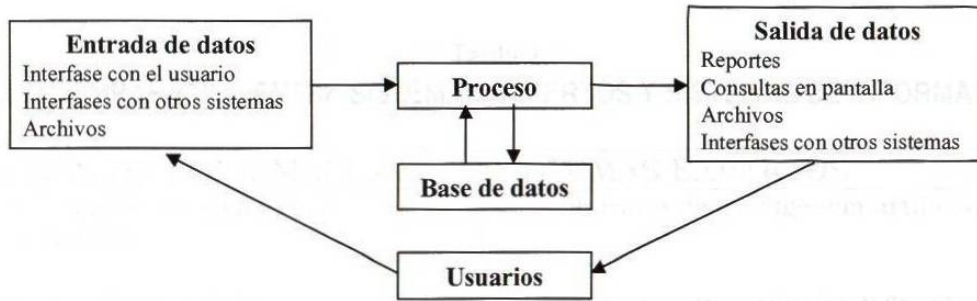 Entrada de datos
Interfase con el usuario
Interfases con otros sistemas
Archivos
Proceso
Base de datos
Salida de datos
Reportes
Consultas en pantalla
Archivos
Interfases con otros sistemas
Usuarios